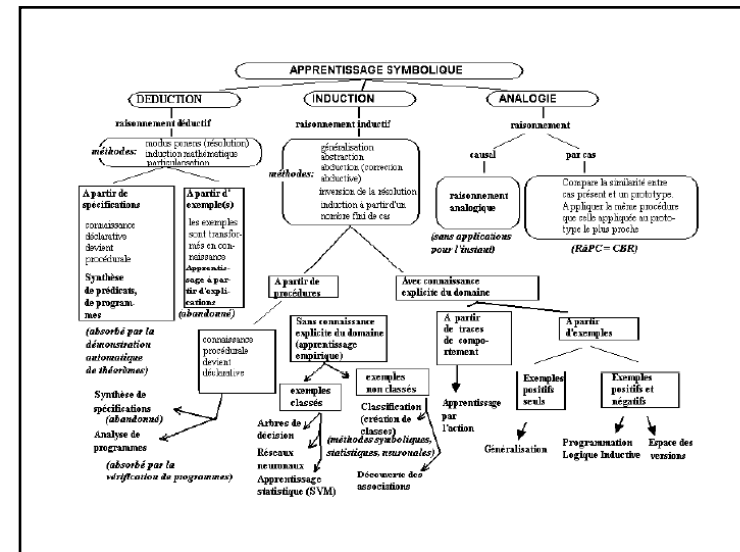 APPRENTISSAGE SYMBOLIQUE
DEDUCTION
INDUCTION
ANALOGIE
raisonnement déductif
raisonnement inductif
raisonnement
méthodes:
modus ponens (résolution)
induction mathématique
particularisation
méthodes:
généralisation
abstraction
abduction (correction
abductive)
inversion de la résolution
induction à partir d'un
nombre fini de cas
causal
par cas
raisonnement
analogique
(sans applications
pour l'instant)
Compare la similarité entre
cas présent et un prototype.
Appliquer la même procédure
que celle appliquée au proto-
type le plus proche
(RàPC = CBR)
A partir de
spécifications
connaissance
déclarative
devient
procédurale
Synthèse
de prédicats,
de program-
mes
(absorbé par la
démonstration
automatique
de théorèmes)
A partir d'
exemple(s)
les exemples
sont transfor-
més en con-
naissance
Apprentis-
sage à par-
tir d'expli-
cations
(abandonné)
A partir de
procédures
Avec connaissance
explicite du domaine
connaissance
procédurale
devient
déclarative
Sans connaissance
explicite du domaine
(apprentissage
empirique)
A partir
de traces
de compo-
rtement
A partir
d'exemples
Synthèse de
spécifications
(abandonné)
Analyse de
programmes
(absorbé par la
vérification de programmes)
exemples
classés
exemples
non classés
Arbres de
décision
Réseaux
neuronaux
Apprentissage
statistique (SVM)
Classification
(création de
classes)
(méthodes symboliques,
statistiques, neuronales)
Découverte des
associations
Apprentissage
par
l'action
Exemples
positifs
seuls
Exemples
positifs et
négatifs
Généralisation
Programmation
Logique Inductive
Espace des
versions